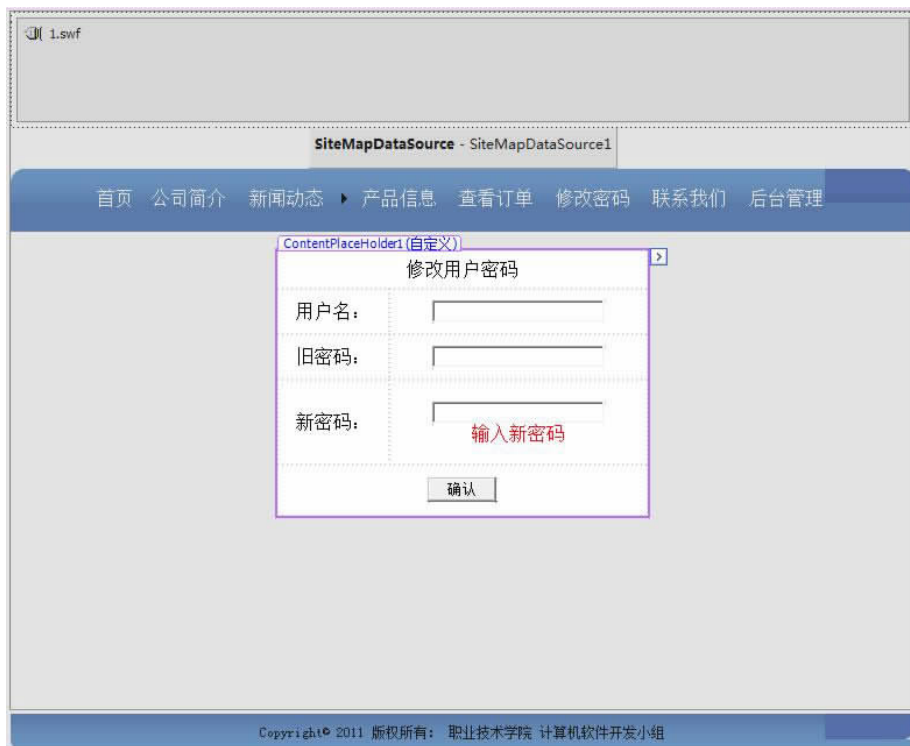 1.swf
SiteMapDataSource - SiteMapDataSource1
首页 公司简介 新闻动态 产品信息 查看订单 修改密码 联系我们 后台管理
ContentPlaceHolder1(自定义)
修改用户密码
用户名：
旧密码：
新密码：
输入新密码
确认
Copyright© 2011 版权所有： 职业技术学院 计算机软件开发小组